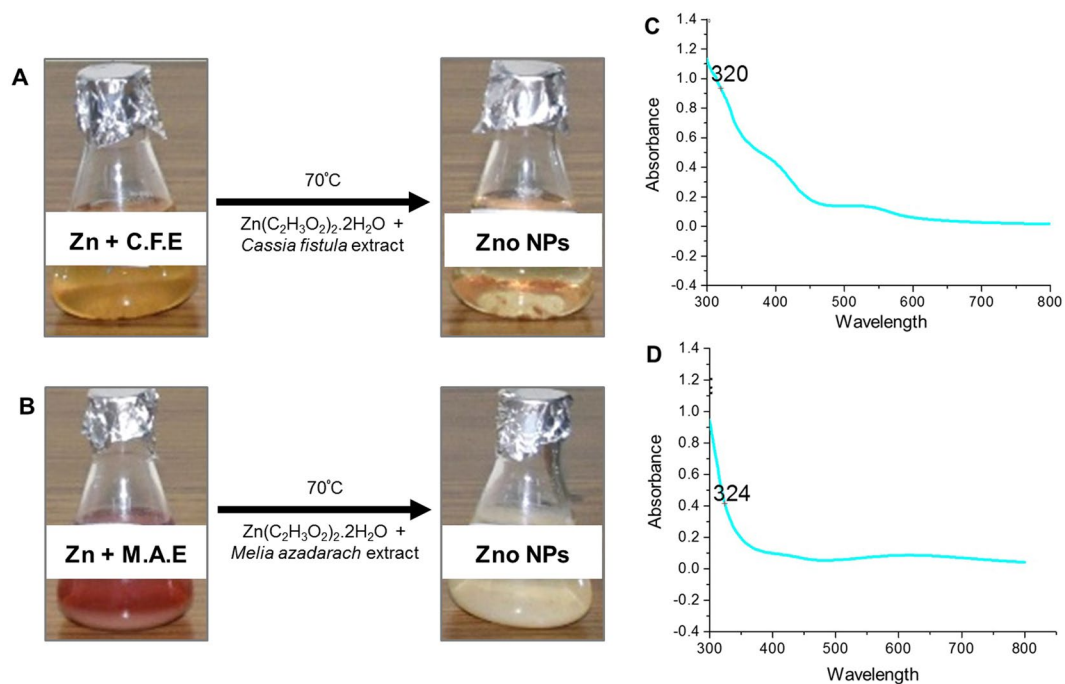 A
Zn + C.F.E
70°C
Zn(C₂H₃O₂)₂.2H₂O +
Cassia fistula extract
Zno NPs
B
Zn + M.A.E
70°C
Zn(C₂H₃O₂)₂.2H₂O +
Melia azadarach extract
Zno NPs
C
Absorbance
1.4
1.2
1.0
0.8
0.6
0.4
0.2
0.0
-0.2
-0.4
320
300 400 500 600 700 800
Wavelength
D
Absorbance
1.4
1.2
1.0
0.8
0.6
0.4
0.2
0.0
-0.2
-0.4
324
300 400 500 600 700 800
Wavelength